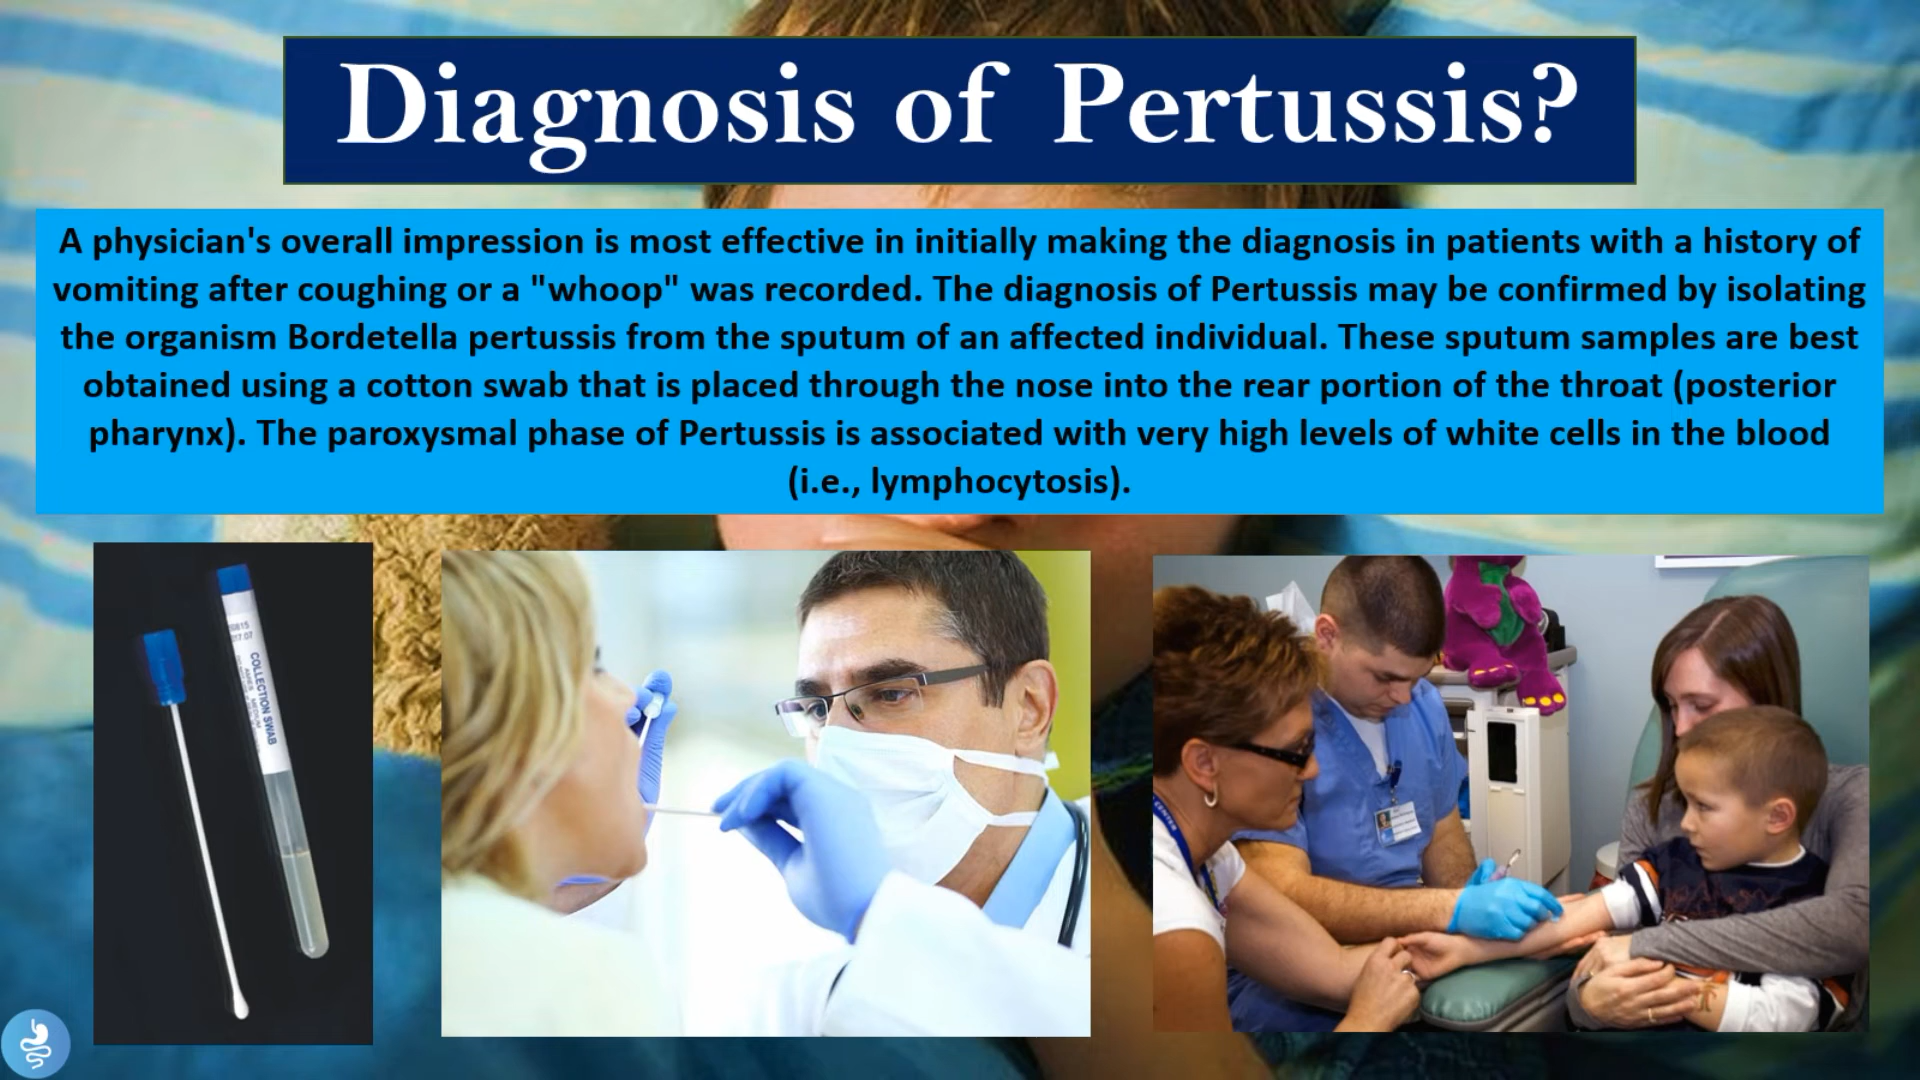 Diagnosis of Pertussis?
A physician's overall impression is most effective in initially making the diagnosis in patients with a history of
vomiting after coughing or a "whoop" was recorded. The diagnosis of Pertussis may be confirmed by isolating
the organism Bordetella pertussis from the sputum of an affected individual. These sputum samples are best
obtained using a cotton swab that is placed through the nose into the rear portion of the throat (posterior
pharynx). The paroxysmal phase of Pertussis is associated with very high levels of white cells in the blood
(i.e., lymphocytosis).
COLLECTION SWAB